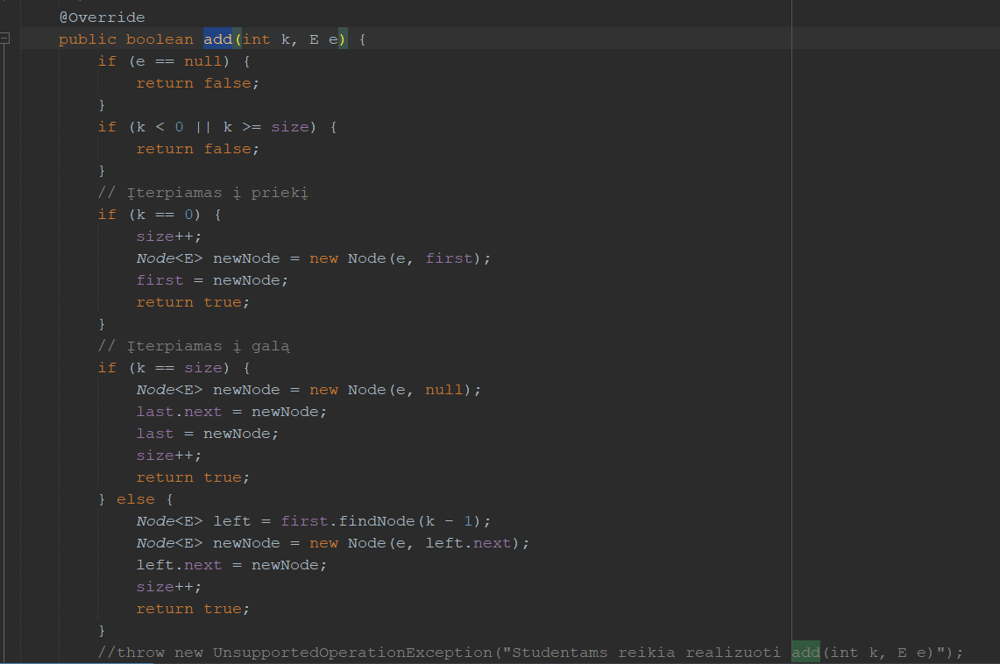 @Override
public boolean add(int k, E e) {
if (e == null) {
return false;
}
if (k < 0 || k >= size) {
return false;
}
// Įterpiamas į priekį
if (k == 0) {
size++;
Node<E> newNode = new Node(e, first);
first = newNode;
return true;
}
// Įterpiamas į galą
if (k == size) {
Node<E> newNode = new Node(e, null);
last.next = newNode;
last = newNode;
size++;
return true;
} else {
Node<E> left = first.findNode(k - 1);
Node<E> newNode = new Node(e, left.next);
left.next = newNode;
size++;
return true;
}
//throw new UnsupportedOperationException("Studentams reikia realizuoti add(int k, E e)");